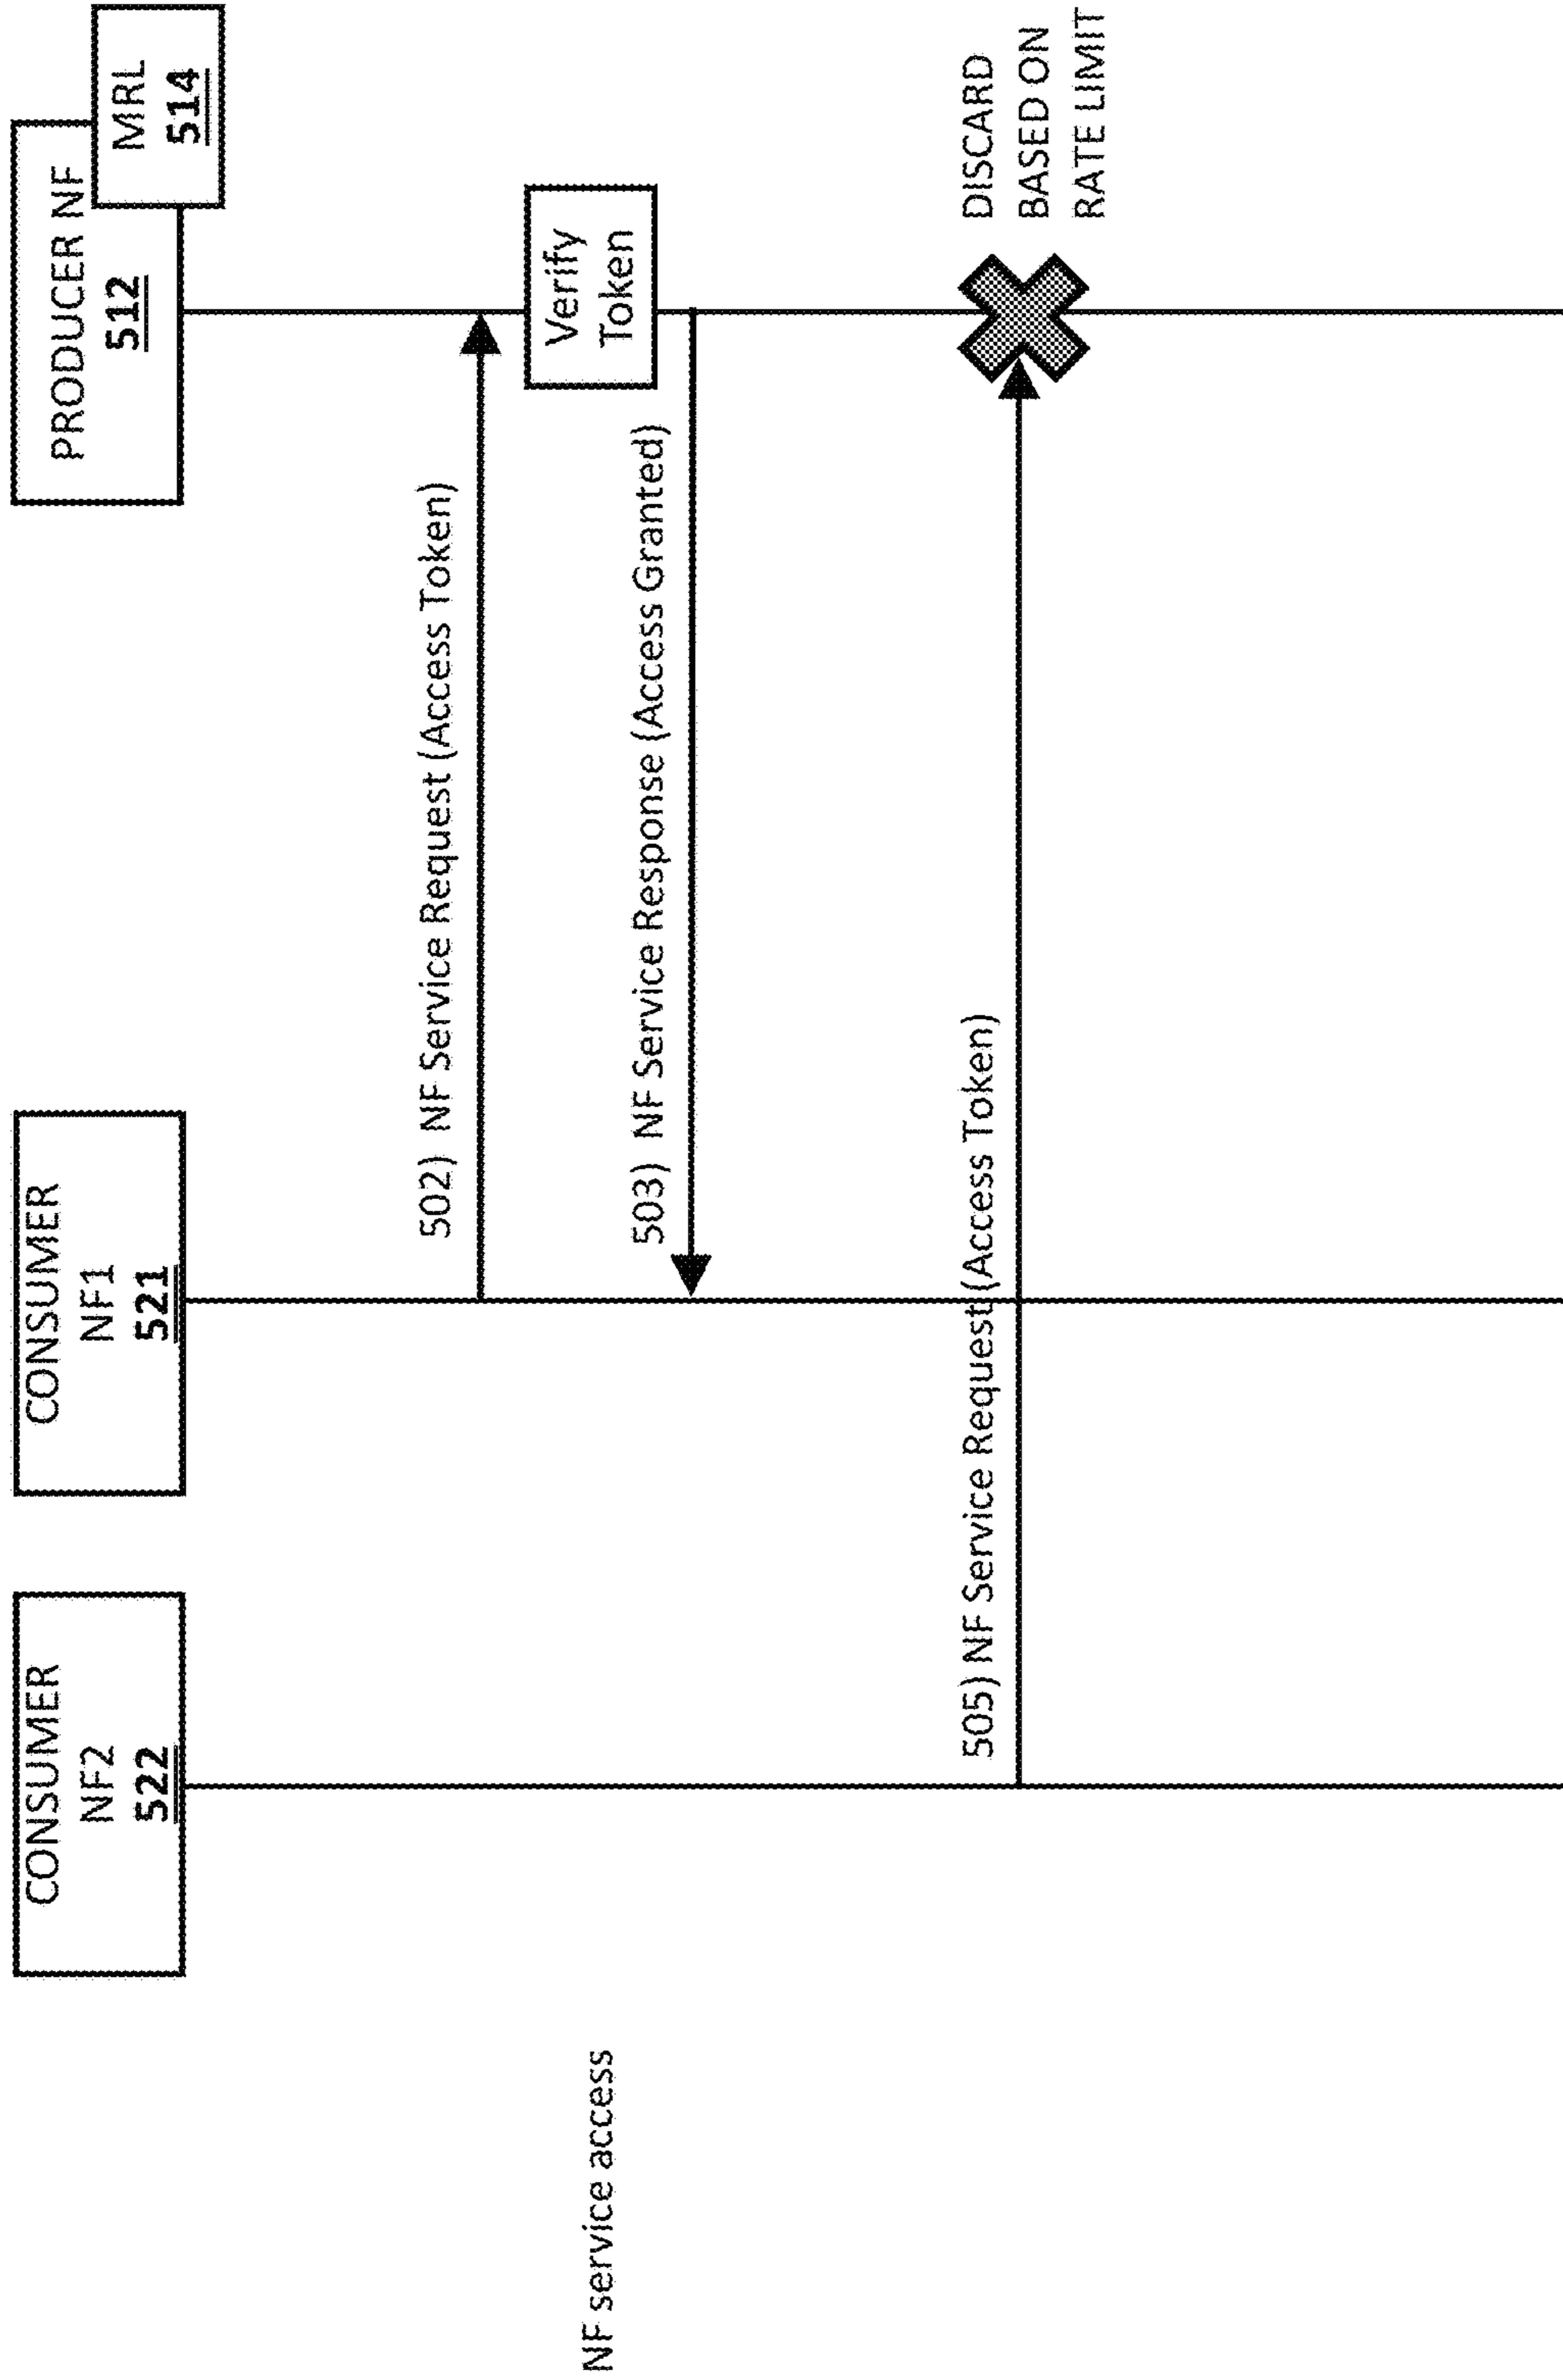 CONSUMER
NF2
522
CONSUMER
NF1
521
PRODUCER NF
512
MRL
514
502) NF Service Request (Access Token)
Verify
Token
NF service access
503) NF Service Response (Access Granted)
505) NF Service Request (Access Token)
DISCARD
BASED ON
RATE LIMIT